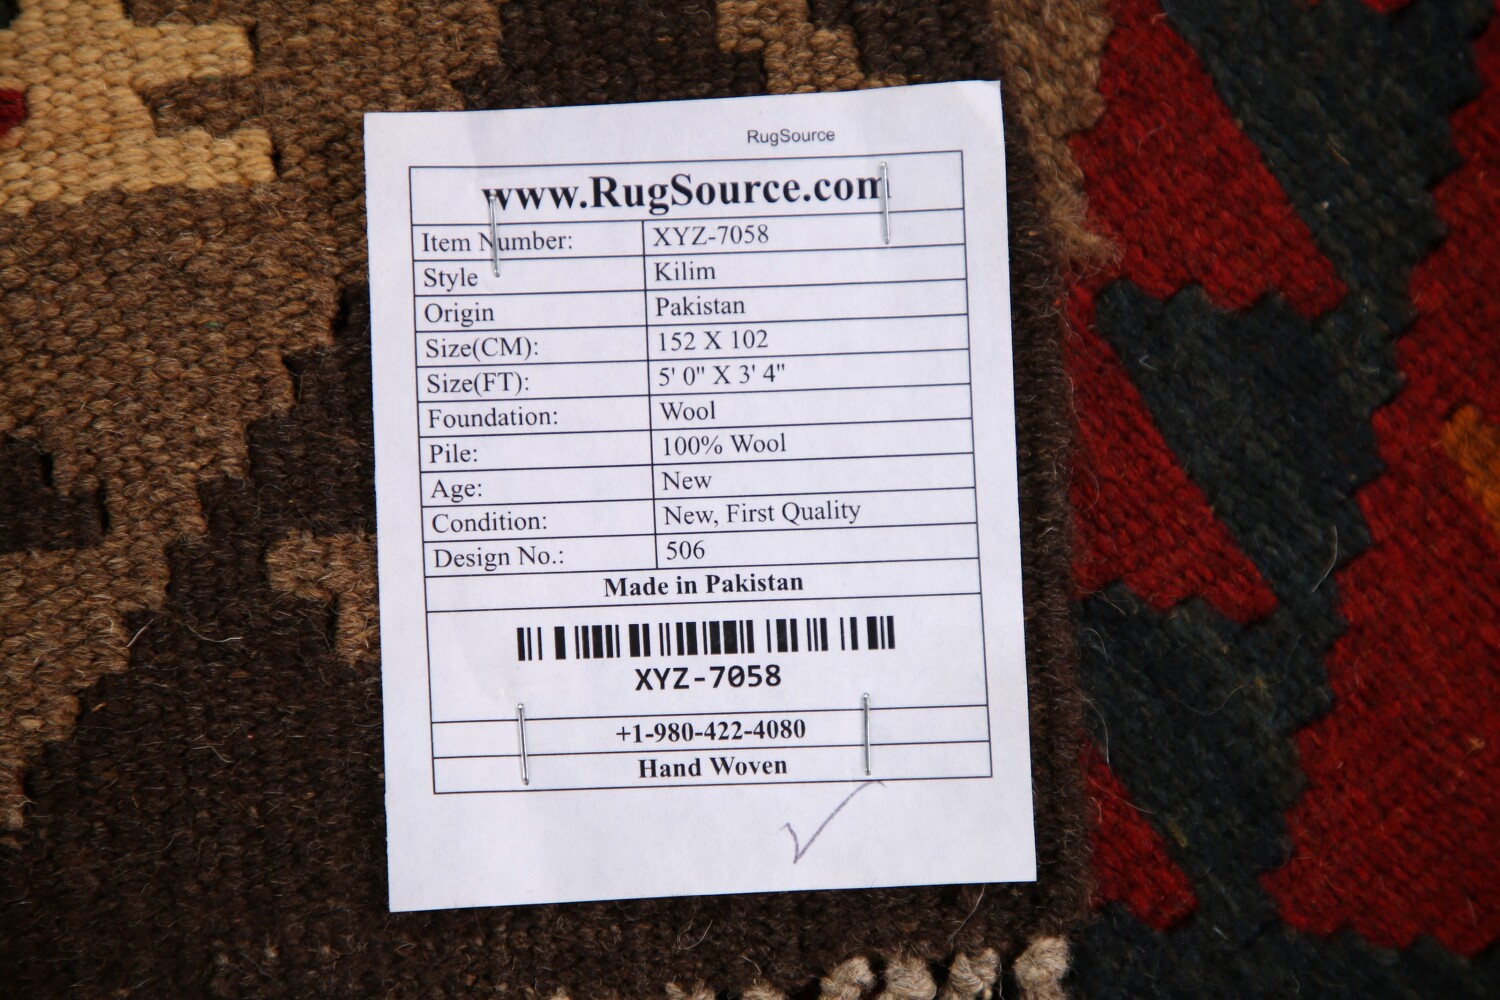 RugSource
www.RugSource.com
Item Number: XYZ-7058
Style Kilim
Origin Pakistan
Size(CM): 152 X 102
Size(FT): 5' 0" X 3' 4"
Foundation: Wool
Pile: 100% Wool
Age: New
Condition: New, First Quality
Design No.: 506
Made in Pakistan
XYZ-7058
+1-980-422-4080
Hand Woven